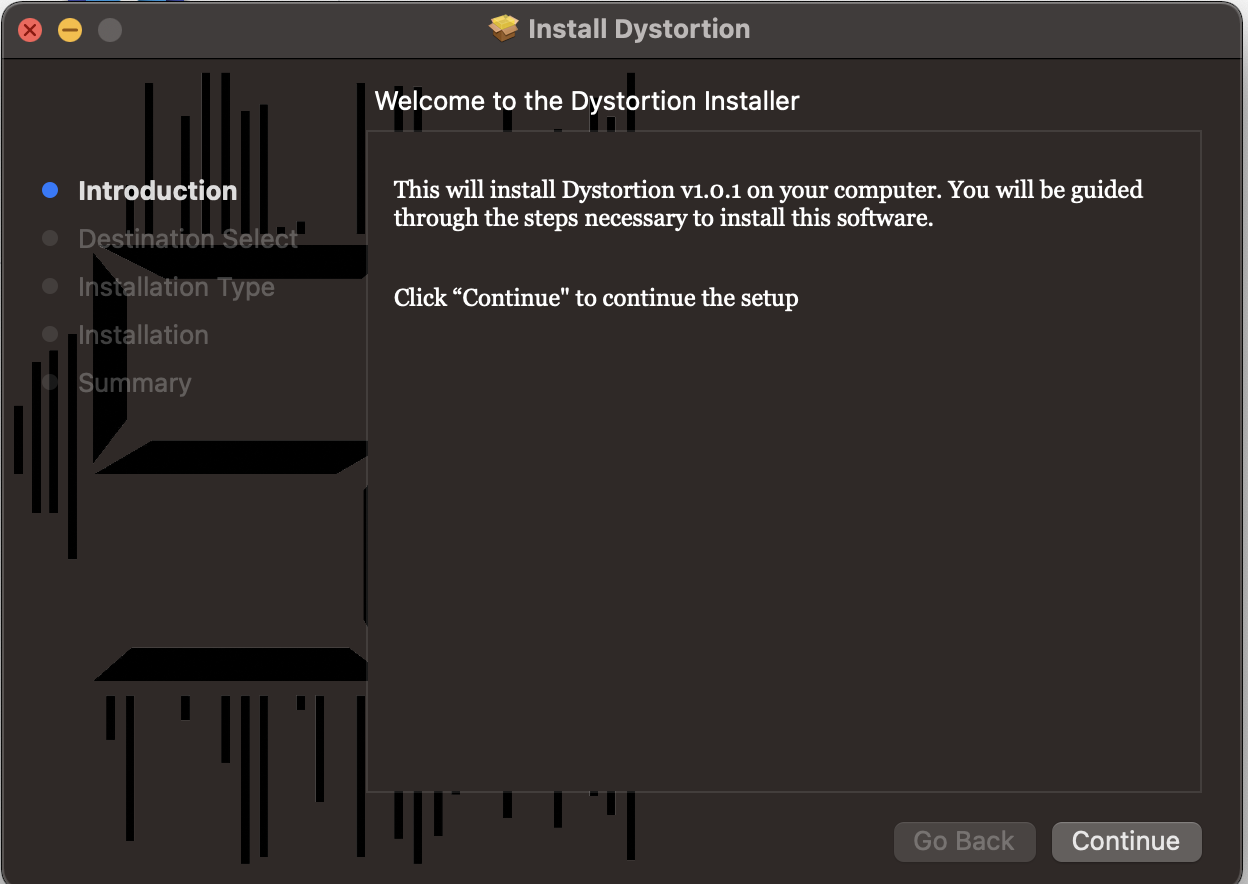 Install Dystortion
Welcome to the Dystortion Installer
Introduction
Destination Select
Installation Type
Installation
Summary
This will install Dystortion v1.0.1 on your computer. You will be guided
through the steps necessary to install this software.
Click “Continue" to continue the setup
Go Back
Continue